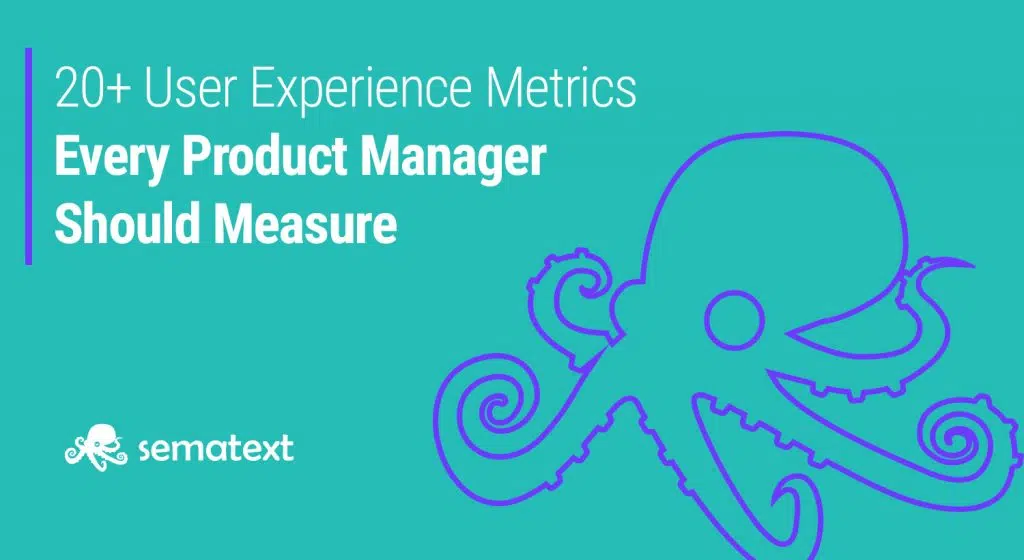 20+ User Experience Metrics
Every Product Manager
Should Measure
sematext